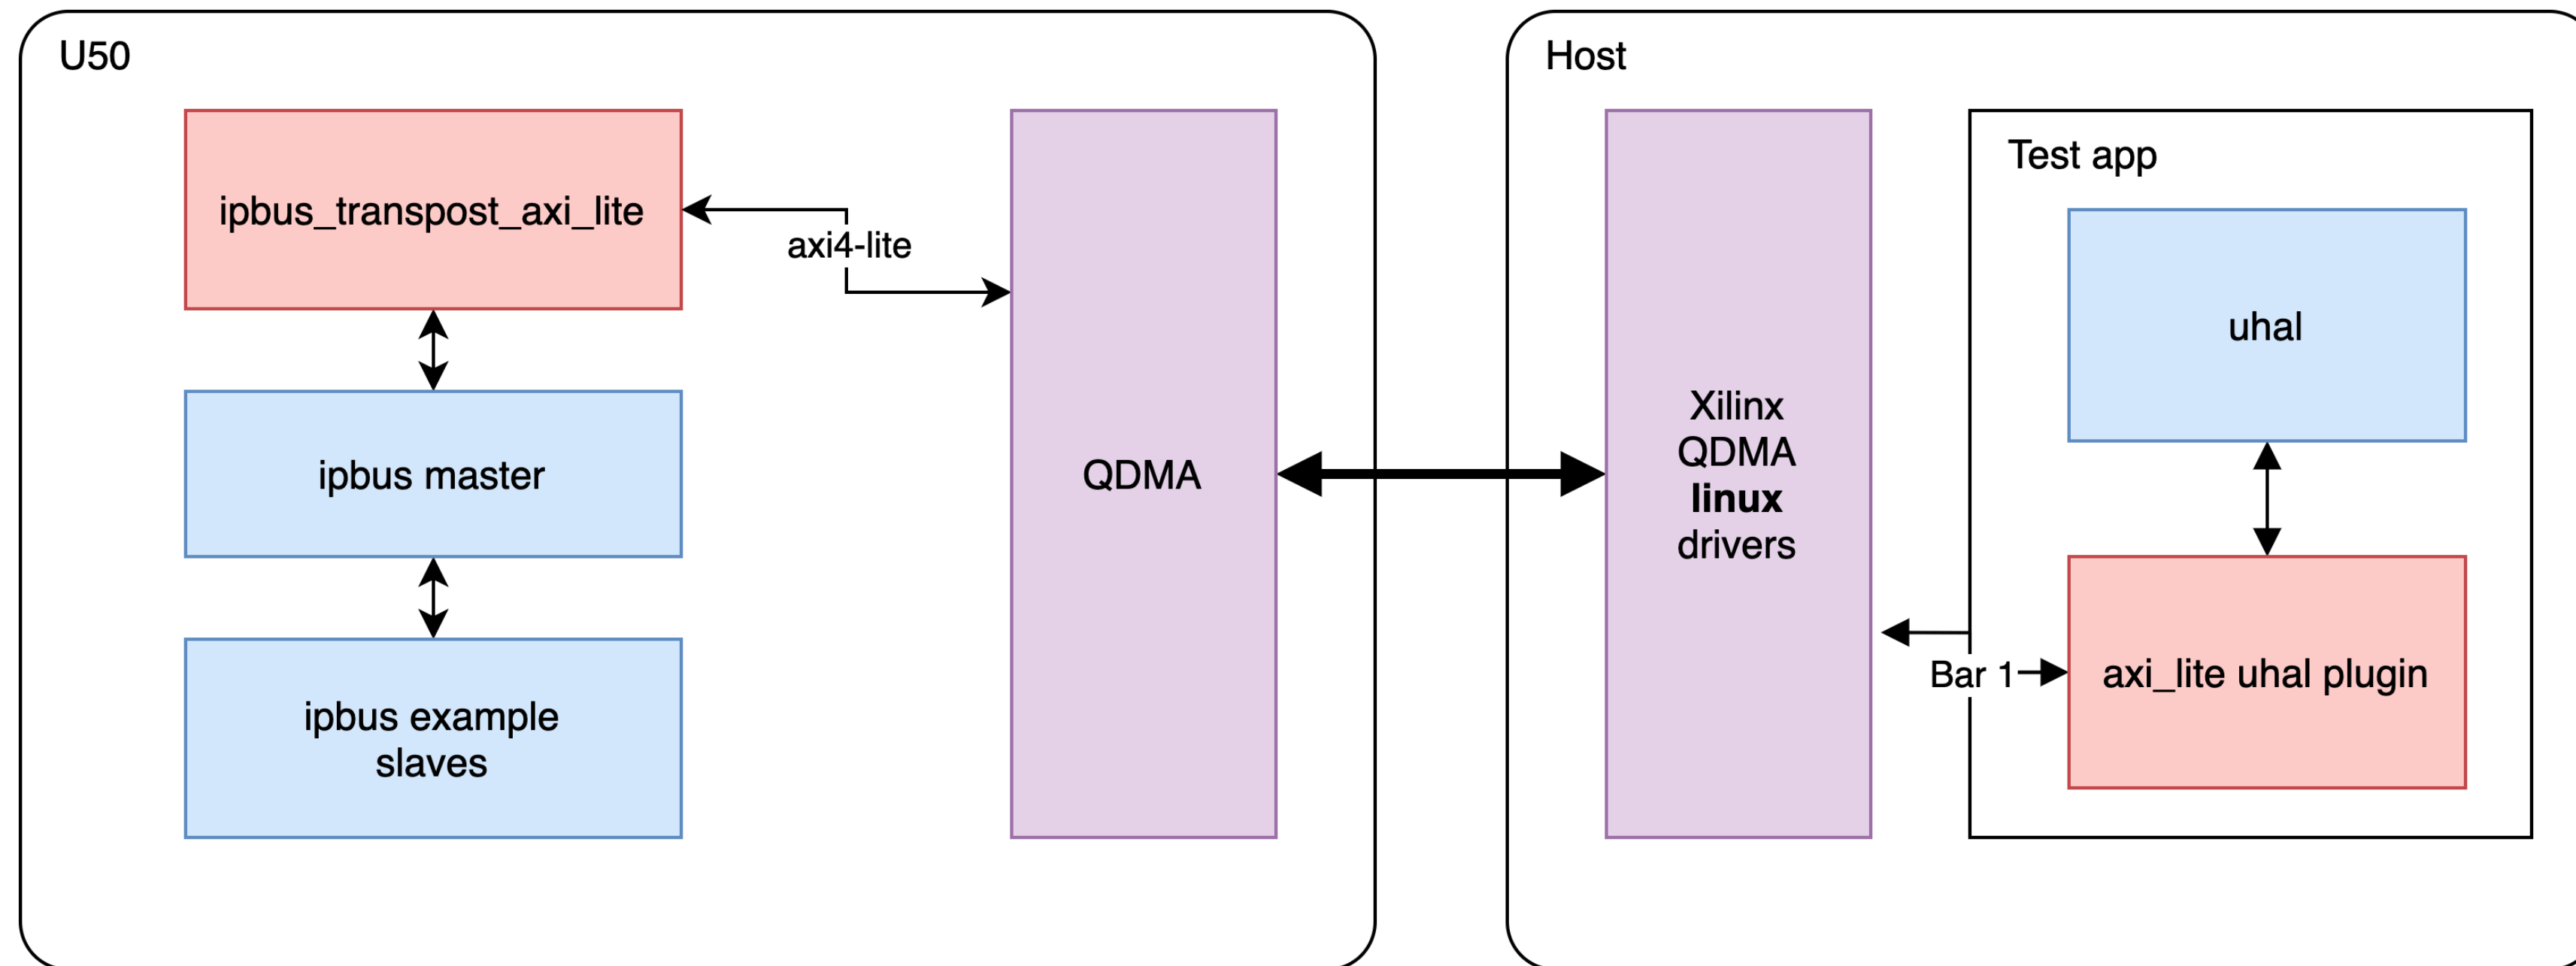 U50
ipbus_transpost_axi_lite
axi4-lite
ipbus master
ipbus example
slaves
QDMA
Host
Xilinx
QDMA
linux
drivers
Test app
uhal
Bar 1
axi_lite uhal plugin